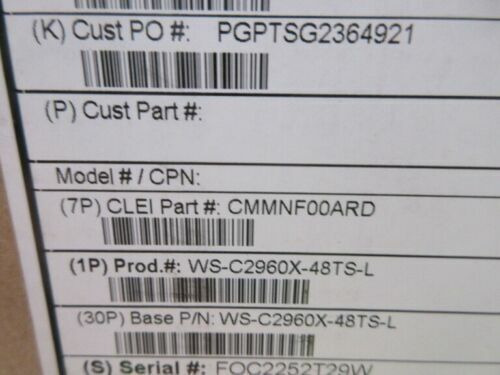 (K) Cust PO #: PGPTSG2364921
(P) Cust Part#:
Model # / CPN:
(7P) CLEI Part #: CMMNF00ARD
(1P) Prod.#: WS-C2960X-48TS-L
(30P) Base P/N: WS-C2960X-48TS-L
(S) Serial #: FOC2252T29W